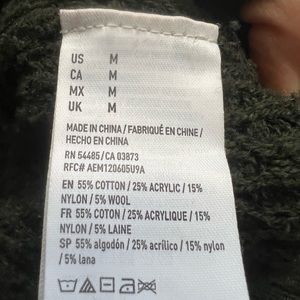 US M
CA M
MX M
UK M
MADE IN CHINA / FABRIQUÉ EN CHINE /
HECHO EN CHINA
RN 54485 / CA 03873
RFC# AEM120605U9A
EN 55% COTTON / 25% ACRYLIC / 15%
NYLON / 5% WOOL
FR 55% COTON / 25% ACRYLIQUE / 15%
NYLON / 5% LAINE
SP 55% algodón / 25% acrílico / 15% nylon
/ 5% lana